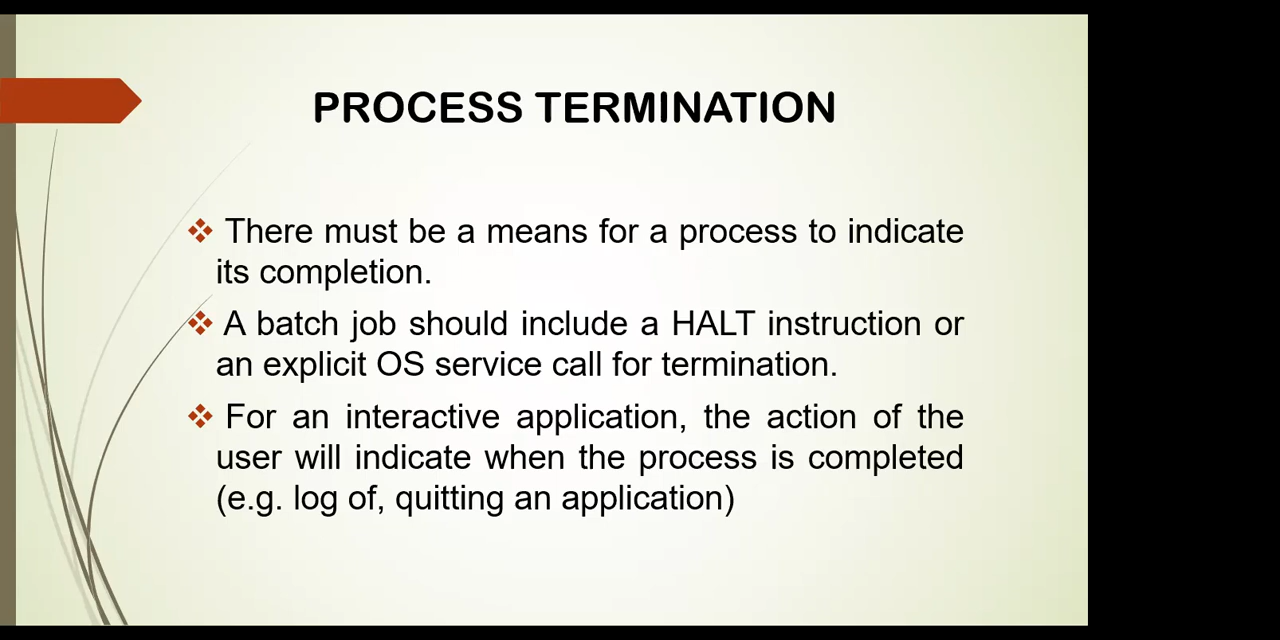 PROCESS TERMINATION
There must be a means for a process to indicate
its completion.
A batch job should include a HALT instruction or
an explicit OS service call for termination.
For an interactive application, the action of the
user will indicate when the process is completed
(e.g. log of, quitting an application)